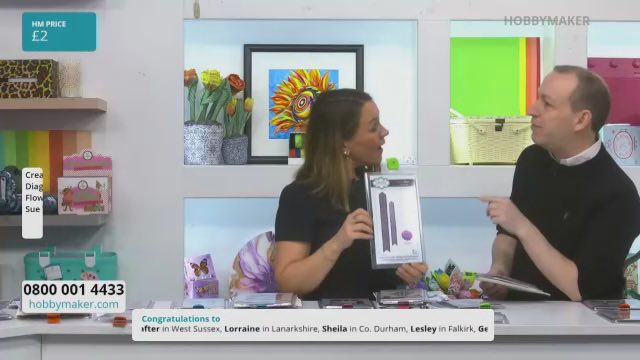 HM PRICE
£2
HOBBYMAKER
Crea
Diag
Flow
Sue
0800 001 4433
hobbymaker.com
Congratulations to
after in West Sussex, Lorraine in Lanarkshire, Sheila in Co. Durham, Lesley in Falkirk, Ge